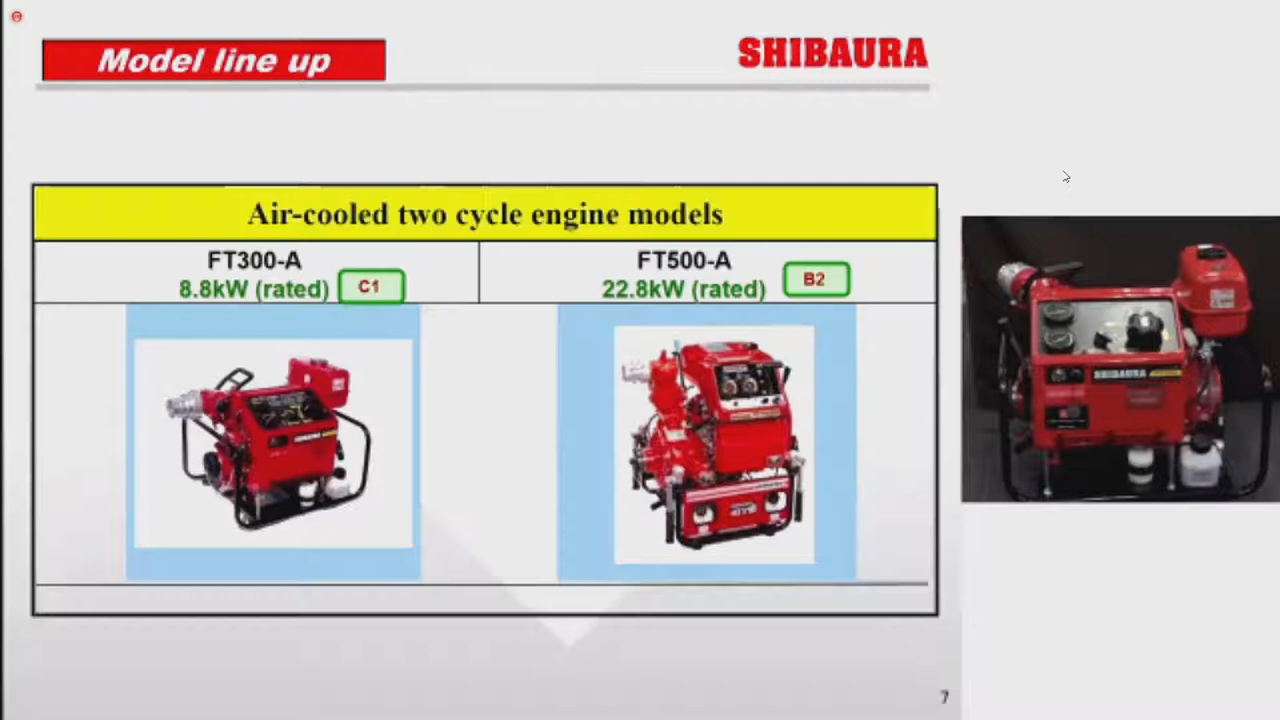 Model line up
SHIBAURA
Air-cooled two cycle engine models
FT300-A
8.8kW (rated)
C1
FT500-A
22.8kW (rated)
B2
SHIBAURA
7